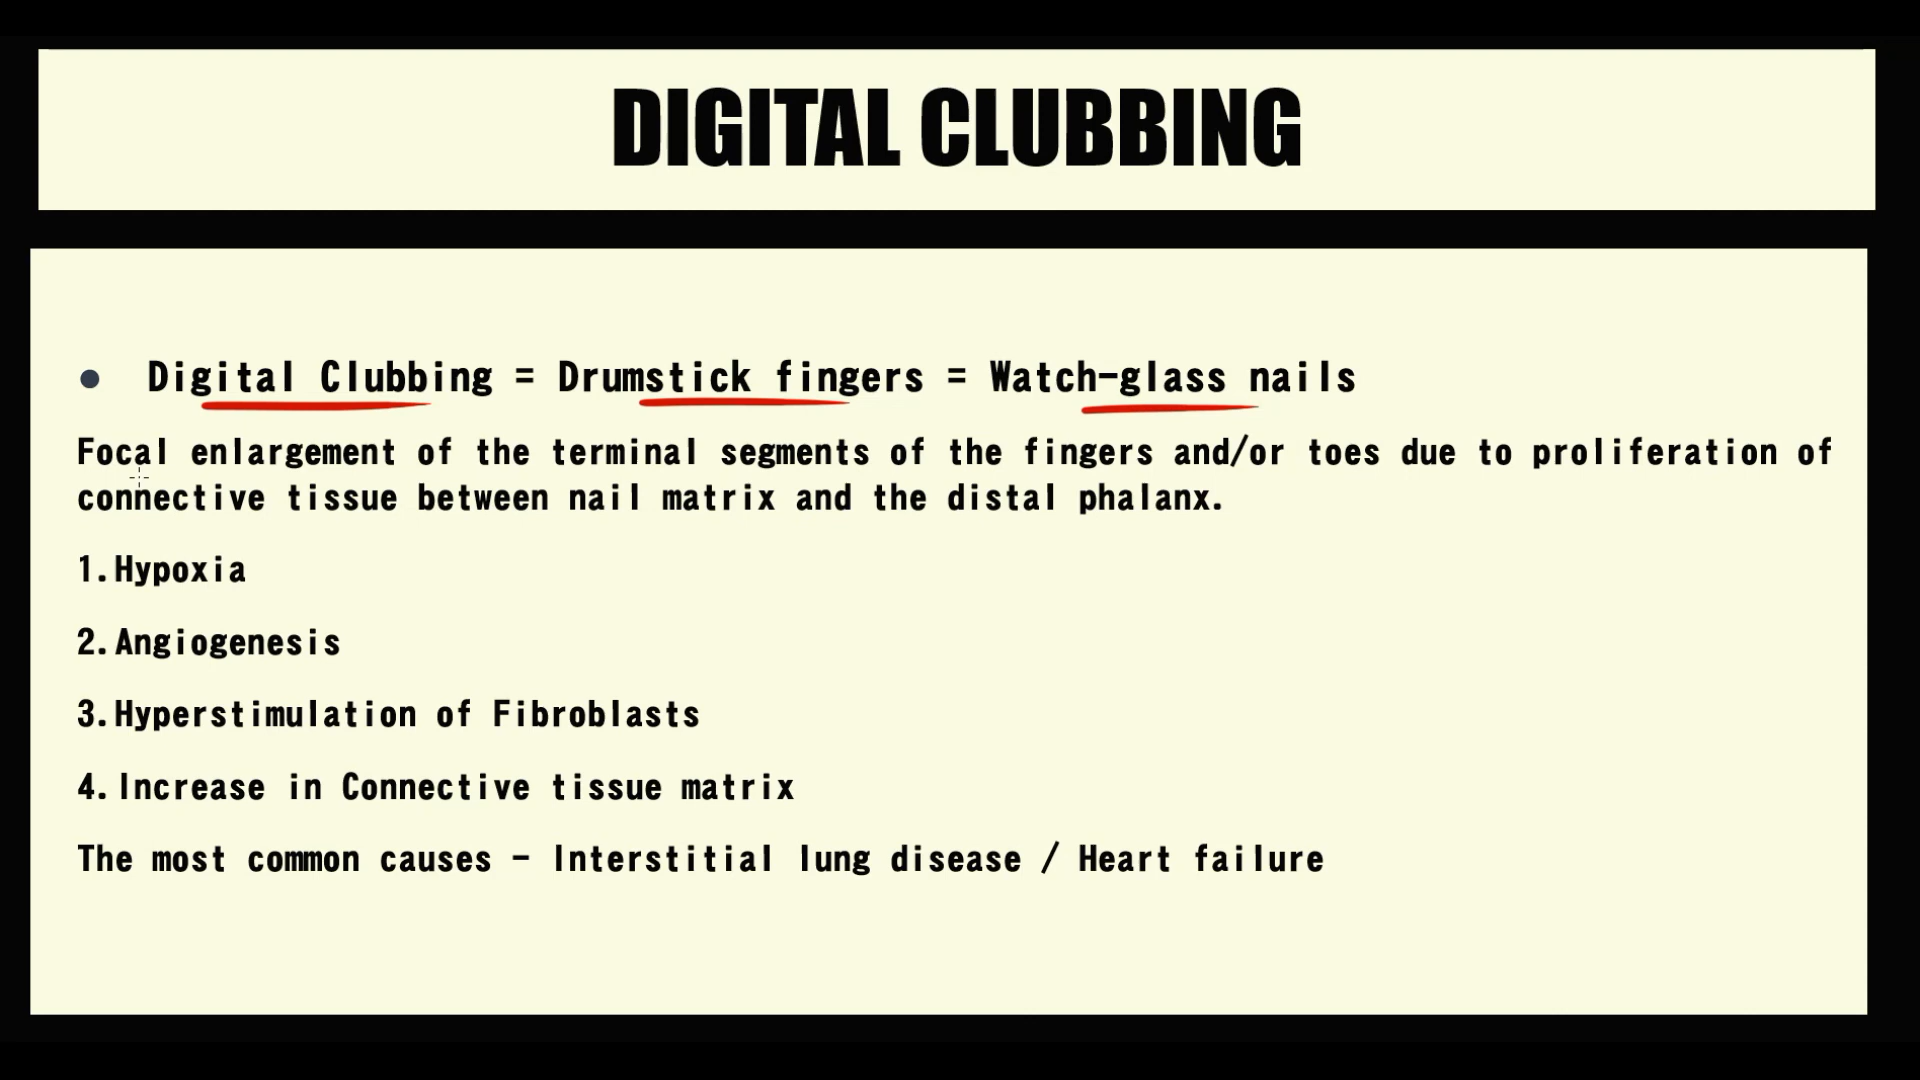 DIGITAL CLUBBING
● Digital Clubbing = Drumstick fingers = Watch-glass nails
Focal enlargement of the terminal segments of the fingers and/or toes due to proliferation of
connective tissue between nail matrix and the distal phalanx.
1.Hypoxia
2.Angiogenesis
3.Hyperstimulation of Fibroblasts
4.Increase in Connective tissue matrix
The most common causes - Interstitial lung disease / Heart failure